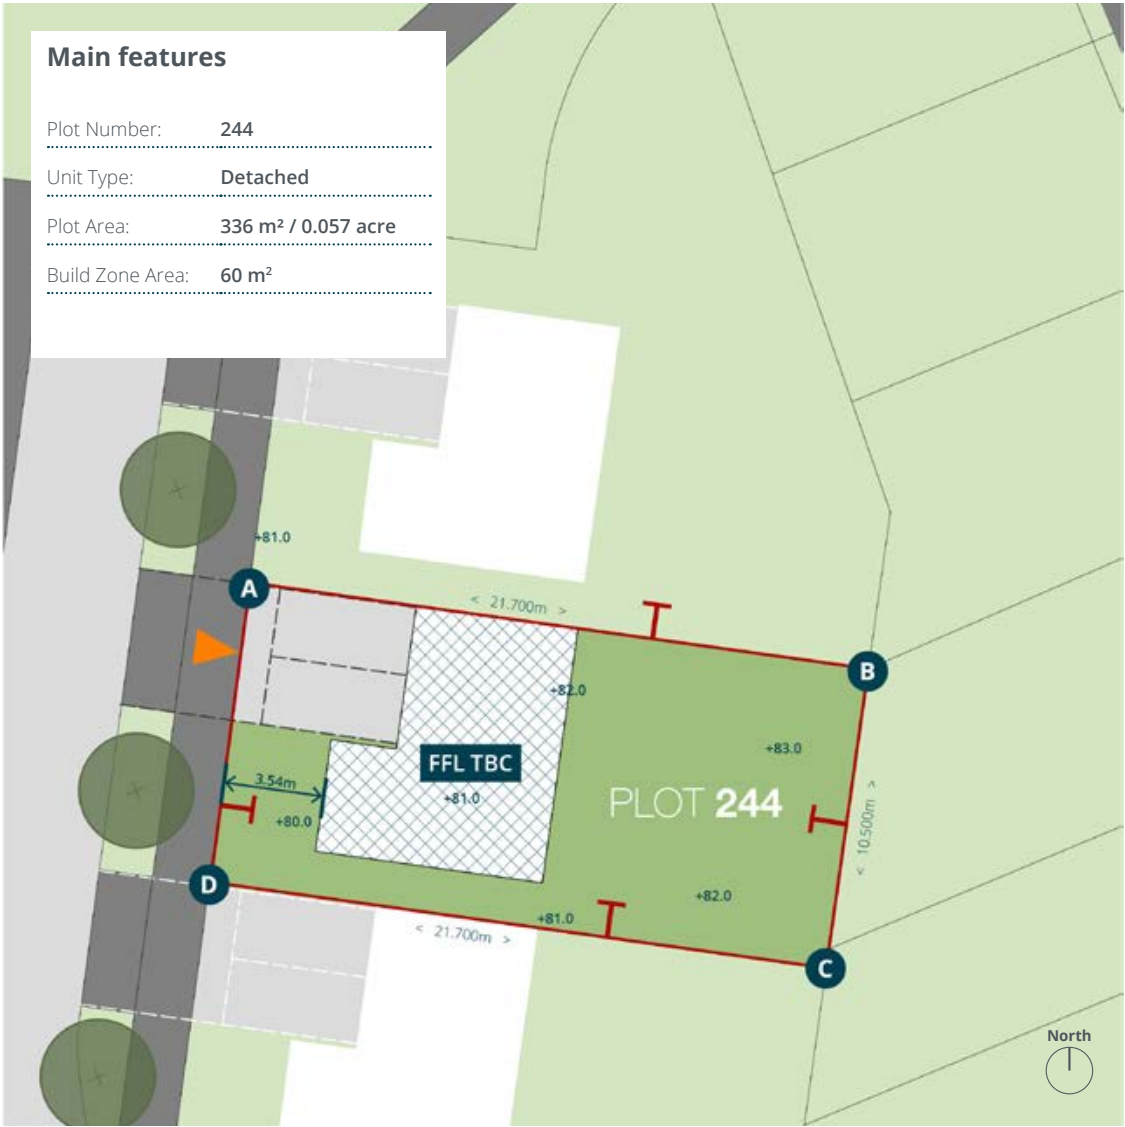 Main features
Plot Number: 244
Unit Type: Detached
Plot Area: 336 m² / 0.057 acre
Build Zone Area: 60 m²
+81.0
A
< 21.700m >
B
+82.0
+83.0
FFL TBC
3.54m
+81.0
PLOT 244
+80.0
< 10.500m >
D
+82.0
+81.0
< 21.700m >
C
North